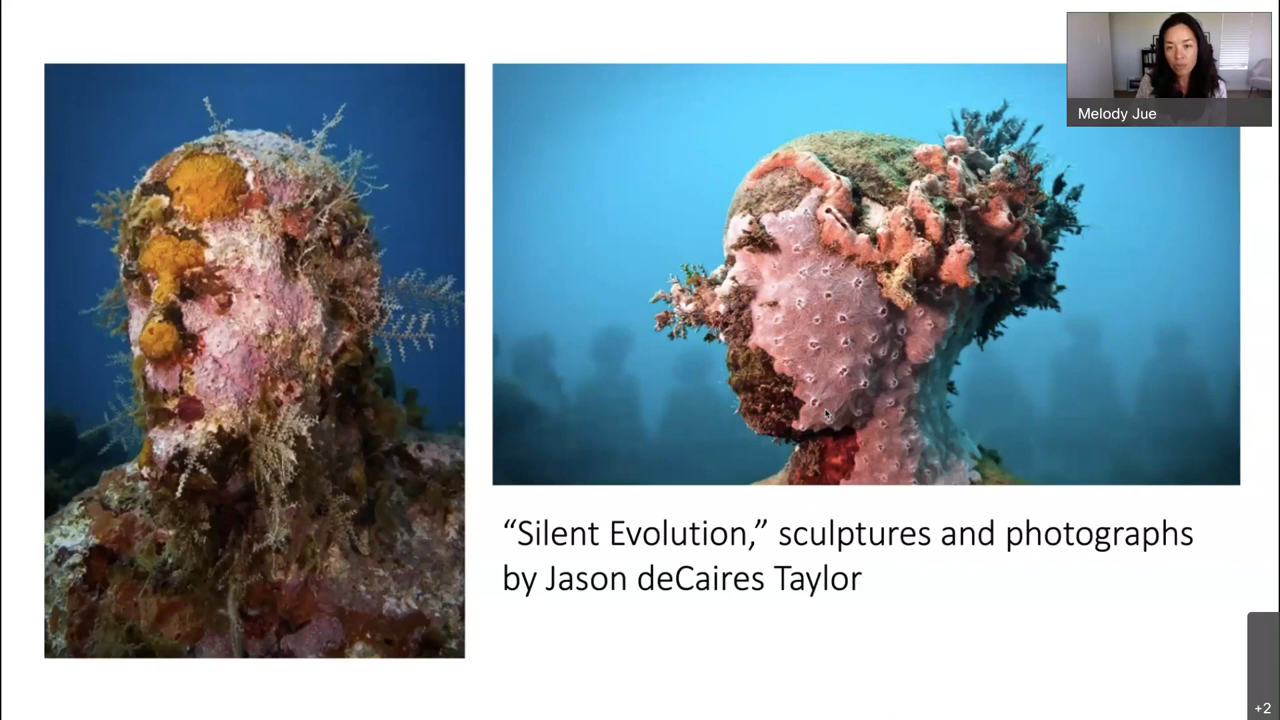 Melody Jue
“Silent Evolution,” sculptures and photographs
by Jason deCaires Taylor
+2